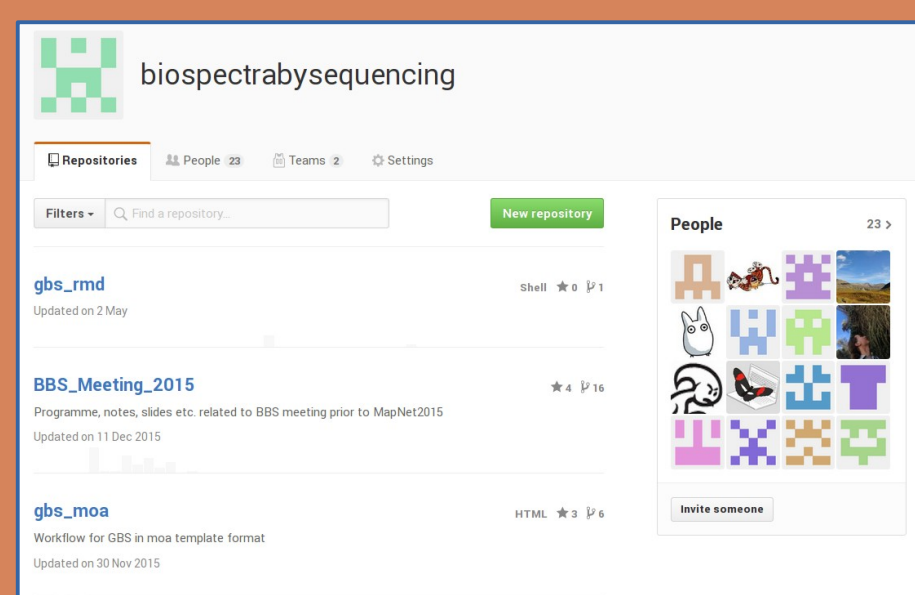 biospectrabysequencing
Repositories People 23 Teams 2 Settings
Filters Find a repository... New repository
gbs_rmd Shell 0 1
Updated on 2 May
BBS_Meeting_2015 4 16
Programme, notes, slides etc. related to BBS meeting prior to MapNet2015
Updated on 11 Dec 2015
gbs_moa HTML 3 6
Workflow for GBS in moa template format
Updated on 30 Nov 2015
People 23
Invite someone